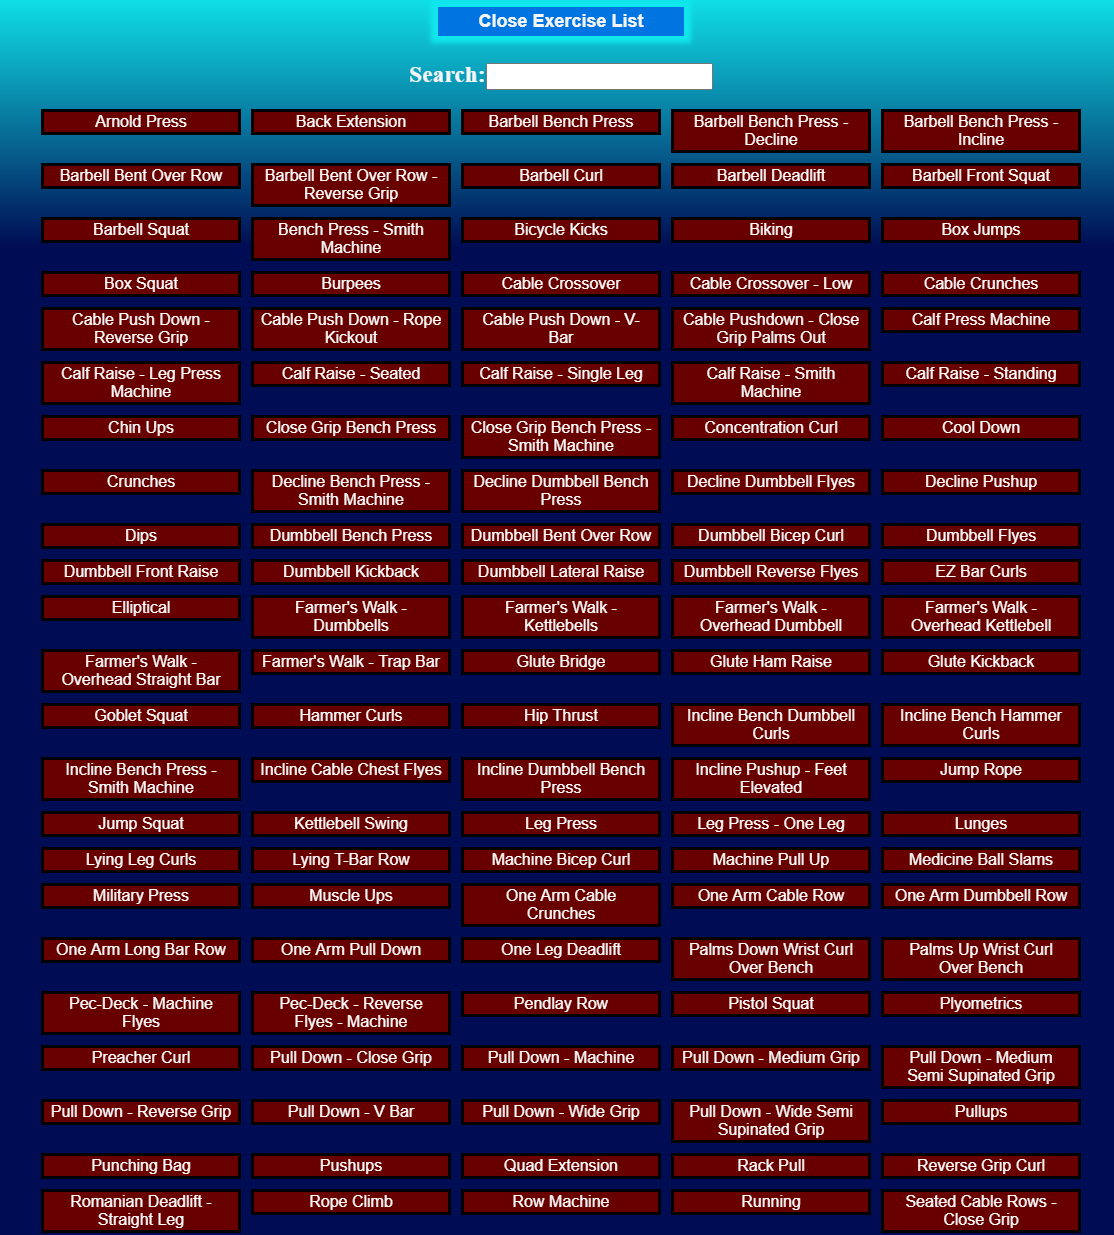 Close Exercise List
Search:
Arnold Press
Back Extension
Barbell Bench Press
Barbell Bench Press -
Decline
Barbell Bench Press -
Incline
Barbell Bent Over Row
Barbell Bent Over Row -
Reverse Grip
Barbell Curl
Barbell Deadlift
Barbell Front Squat
Barbell Squat
Bench Press - Smith
Machine
Bicycle Kicks
Biking
Box Jumps
Box Squat
Burpees
Cable Crossover
Cable Crossover - Low
Cable Crunches
Cable Push Down -
Reverse Grip
Cable Push Down - Rope
Kickout
Cable Push Down - V-
Bar
Cable Pushdown - Close
Grip Palms Out
Calf Press Machine
Calf Raise - Leg Press
Machine
Calf Raise - Seated
Calf Raise - Single Leg
Calf Raise - Smith
Machine
Calf Raise - Standing
Chin Ups
Close Grip Bench Press
Close Grip Bench Press -
Smith Machine
Concentration Curl
Cool Down
Crunches
Decline Bench Press -
Smith Machine
Decline Dumbbell Bench
Press
Decline Dumbbell Flyes
Decline Pushup
Dips
Dumbbell Bench Press
Dumbbell Bent Over Row
Dumbbell Bicep Curl
Dumbbell Flyes
Dumbbell Front Raise
Dumbbell Kickback
Dumbbell Lateral Raise
Dumbbell Reverse Flyes
EZ Bar Curls
Elliptical
Farmer's Walk -
Dumbbells
Farmer's Walk -
Kettlebells
Farmer's Walk -
Overhead Dumbbell
Farmer's Walk -
Overhead Kettlebell
Farmer's Walk -
Overhead Straight Bar
Farmer's Walk - Trap Bar
Glute Bridge
Glute Ham Raise
Glute Kickback
Goblet Squat
Hammer Curls
Hip Thrust
Incline Bench Dumbbell
Curls
Incline Bench Hammer
Curls
Incline Bench Press -
Smith Machine
Incline Cable Chest Flyes
Incline Dumbbell Bench
Press
Incline Pushup - Feet
Elevated
Jump Rope
Jump Squat
Kettlebell Swing
Leg Press
Leg Press - One Leg
Lunges
Lying Leg Curls
Lying T-Bar Row
Machine Bicep Curl
Machine Pull Up
Medicine Ball Slams
Military Press
Muscle Ups
One Arm Cable
Crunches
One Arm Cable Row
One Arm Dumbbell Row
One Arm Long Bar Row
One Arm Pull Down
One Leg Deadlift
Palms Down Wrist Curl
Over Bench
Palms Up Wrist Curl
Over Bench
Pec-Deck - Machine
Flyes
Pec-Deck - Reverse
Flyes - Machine
Pendlay Row
Pistol Squat
Plyometrics
Preacher Curl
Pull Down - Close Grip
Pull Down - Machine
Pull Down - Medium Grip
Pull Down - Medium
Semi Supinated Grip
Pull Down - Reverse Grip
Pull Down - V Bar
Pull Down - Wide Grip
Pull Down - Wide Semi
Supinated Grip
Pullups
Punching Bag
Pushups
Quad Extension
Rack Pull
Reverse Grip Curl
Romanian Deadlift -
Straight Leg
Rope Climb
Row Machine
Running
Seated Cable Rows -
Close Grip